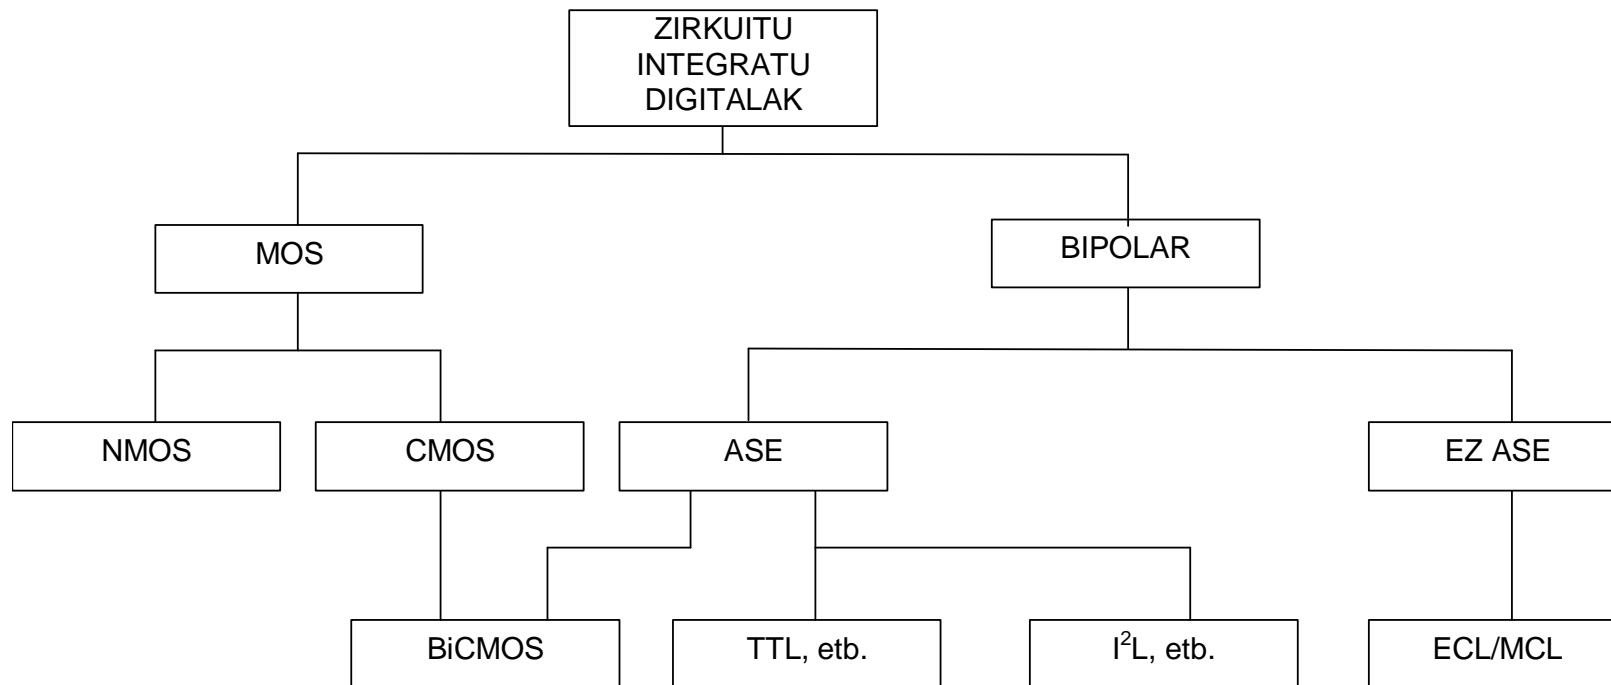 ZIRKUITU
INTEGRATU
DIGITALAK
MOS
BIPOLAR
NMOS
CMOS
ASE
EZ ASE
BiCMOS
TTL, etb.
I²L, etb.
ECL/MCL